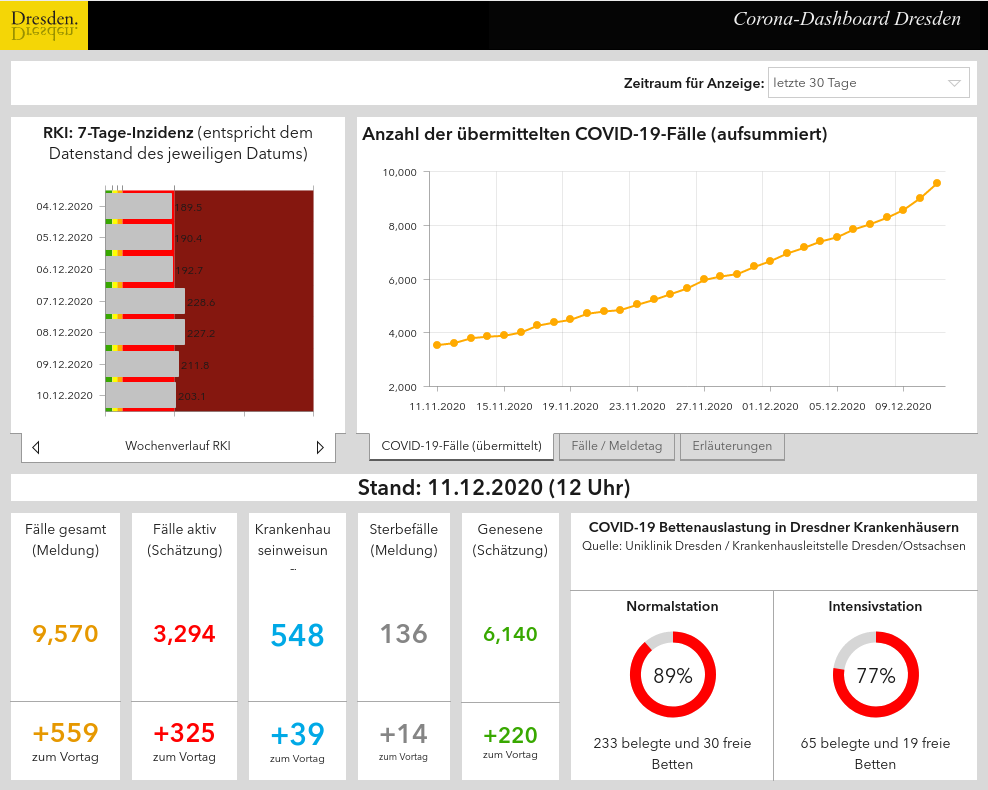 Dresden.
Corona-Dashboard Dresden
Zeitraum für Anzeige: letzte 30 Tage
RKI: 7-Tage-Inzidenz (entspricht dem
Datenstand des jeweiligen Datums)
04.12.2020 189.5
05.12.2020 190.4
06.12.2020 192.7
07.12.2020 228.6
08.12.2020 227.2
09.12.2020 211.8
10.12.2020 203.1
Wochenverlauf RKI
Anzahl der übermittelten COVID-19-Fälle (aufsummiert)
10,000
8,000
6,000
4,000
2,000
11.11.2020 15.11.2020 19.11.2020 23.11.2020 27.11.2020 01.12.2020 05.12.2020 09.12.2020
COVID-19-Fälle (übermittelt) Fälle / Meldetag Erläuterungen
Stand: 11.12.2020 (12 Uhr)
Fälle gesamt
(Meldung)
9,570
+559
zum Vortag
Fälle aktiv
(Schätzung)
3,294
+325
zum Vortag
Krankenhau
seinweisun
548
+39
zum Vortag
Sterbefälle
(Meldung)
136
+14
zum Vortag
Genesene
(Schätzung)
6,140
+220
zum Vortag
COVID-19 Bettenauslastung in Dresdner Krankenhäusern
Quelle: Uniklinik Dresden / Krankenhausleitstelle Dresden/Ostsachsen
Normalstation
89%
233 belegte und 30 freie
Betten
Intensivstation
77%
65 belegte und 19 freie
Betten